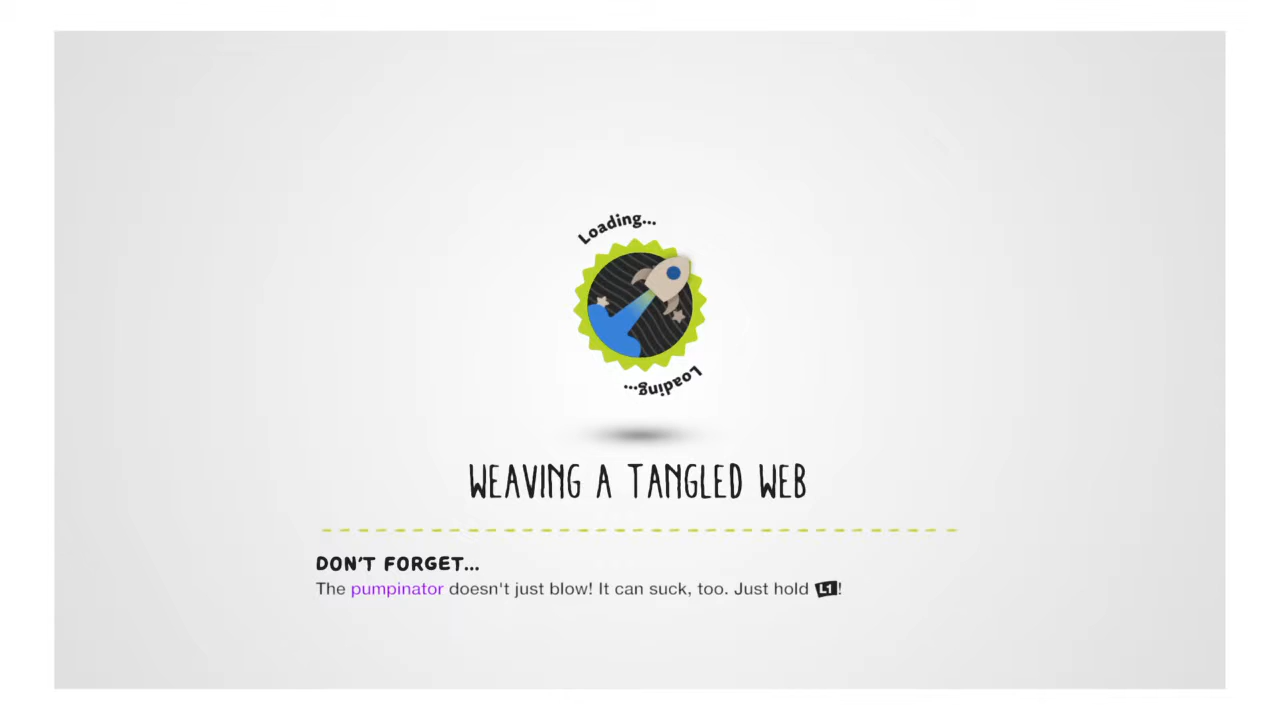 Loading...
Loading...
WEAVING A TANGLED WEB
DON'T FORGET...
The pumpinator doesn't just blow! It can suck, too. Just hold L1!